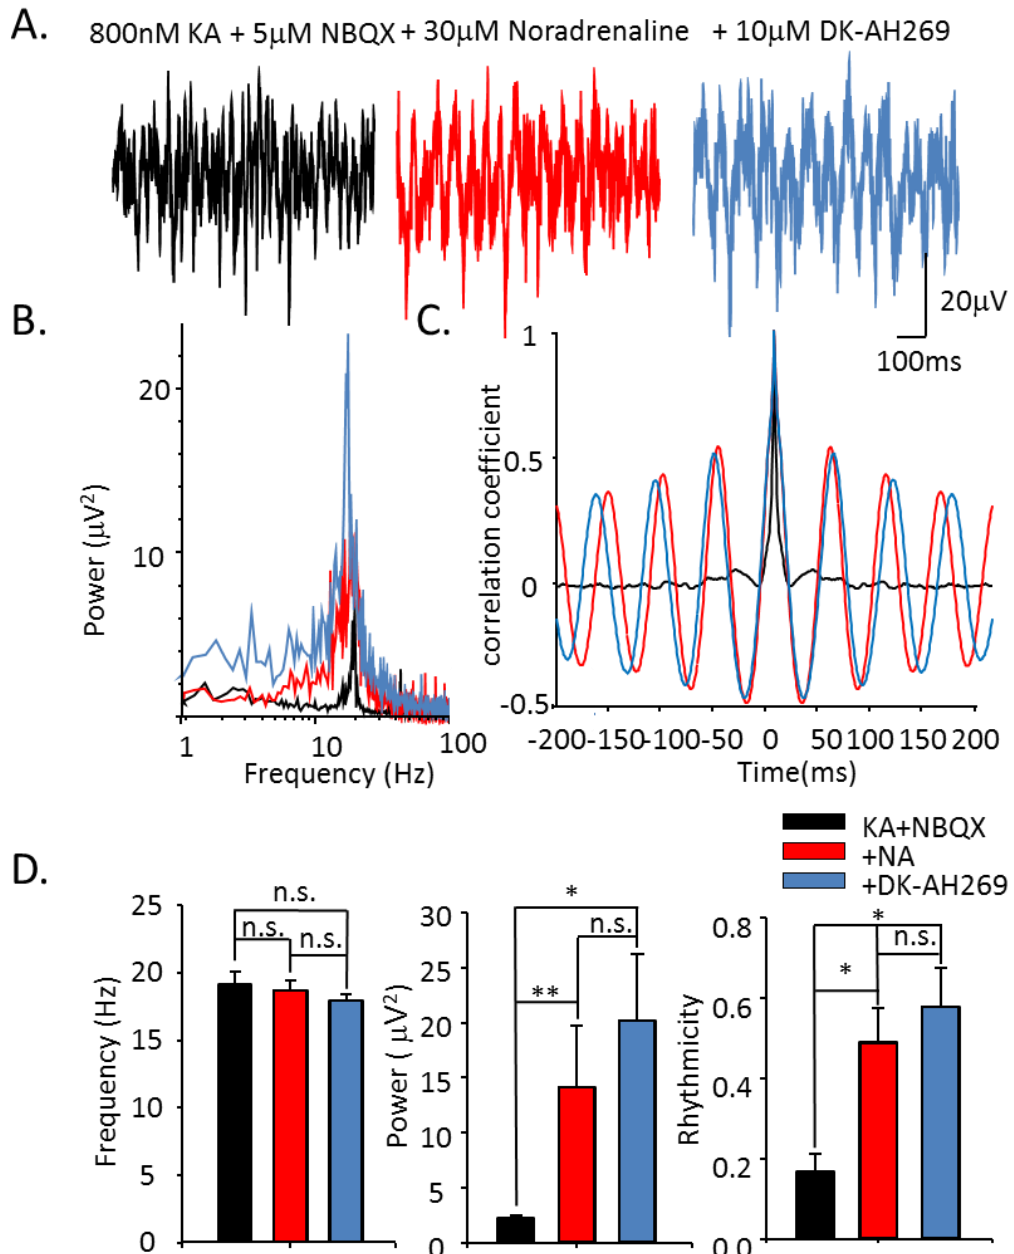 A.
800nM KA + 5μM NBQX + 30μM Noradrenaline + 10μM DK-AH269
20μV
100ms
B.
20
10
Power (μV²)
1 10 100
Frequency (Hz)
C.
1
0.5
0
-0.5
correlation coefficient
-200 -150 -100 -50 0 50 100 150 200
Time(ms)
KA+NBQX
+NA
+DK-AH269
D.
25
20
15
10
5
0
Frequency (Hz)
n.s.
n.s.
n.s.
30
25
20
15
10
5
0
Power ( μV²)
*
n.s.
**
0.8
0.6
0.4
0.2
0.0
Rhythmicity
*
n.s.
*